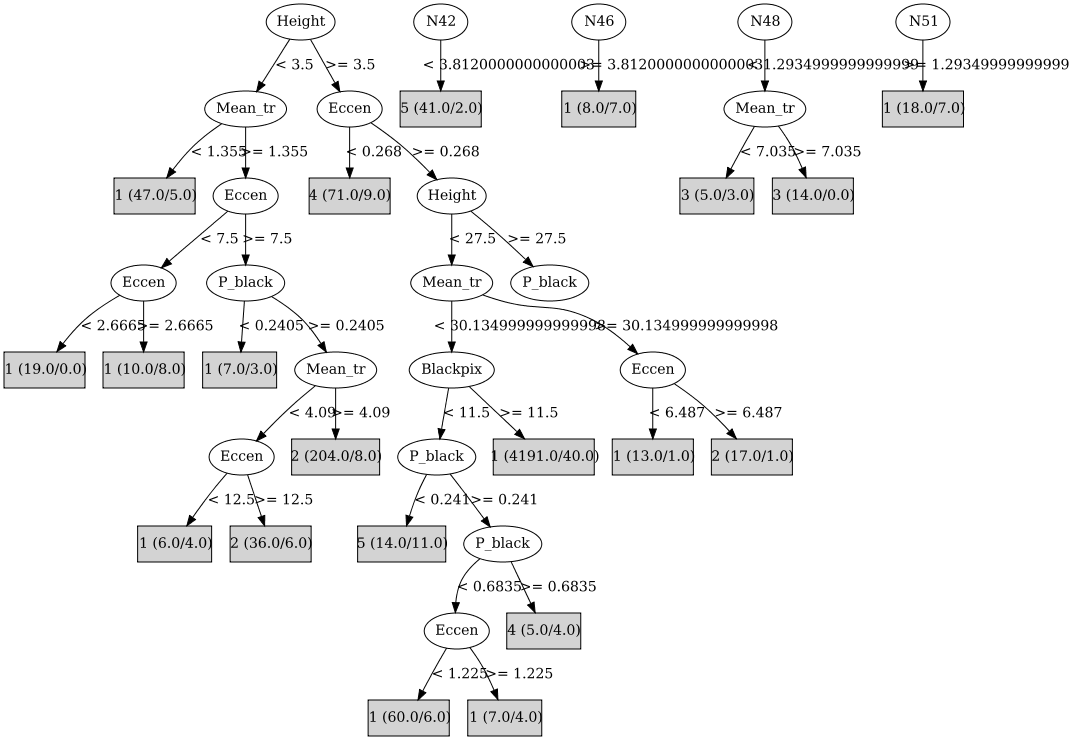 Height N42 N46 N48 N51
< 3.5 >= 3.5 < 3.8120000000000003 >= 3.8120000000000003 < 1.2934999999999999 >= 1.2934999999999999
Mean_tr Eccen 5 (41.0/2.0) 1 (8.0/7.0) Mean_tr 1 (18.0/7.0)
< 1.355 >= 1.355 < 0.268 >= 0.268 < 7.035 >= 7.035
1 (47.0/5.0) Eccen 4 (71.0/9.0) Height 3 (5.0/3.0) 3 (14.0/0.0)
< 7.5 >= 7.5 < 27.5 >= 27.5
Eccen P_black Mean_tr P_black
< 2.6665 >= 2.6665 < 0.2405 >= 0.2405 < 30.134999999999998 >= 30.134999999999998
1 (19.0/0.0) 1 (10.0/8.0) 1 (7.0/3.0) Mean_tr Blackpix Eccen
< 4.09 >= 4.09 < 11.5 >= 11.5 < 6.487 >= 6.487
Eccen 2 (204.0/8.0) P_black 1 (4191.0/40.0) 1 (13.0/1.0) 2 (17.0/1.0)
< 12.5 >= 12.5 < 0.241 >= 0.241
1 (6.0/4.0) 2 (36.0/6.0) 5 (14.0/11.0) P_black
< 0.6835 >= 0.6835
Eccen 4 (5.0/4.0)
< 1.225 >= 1.225
1 (60.0/6.0) 1 (7.0/4.0)